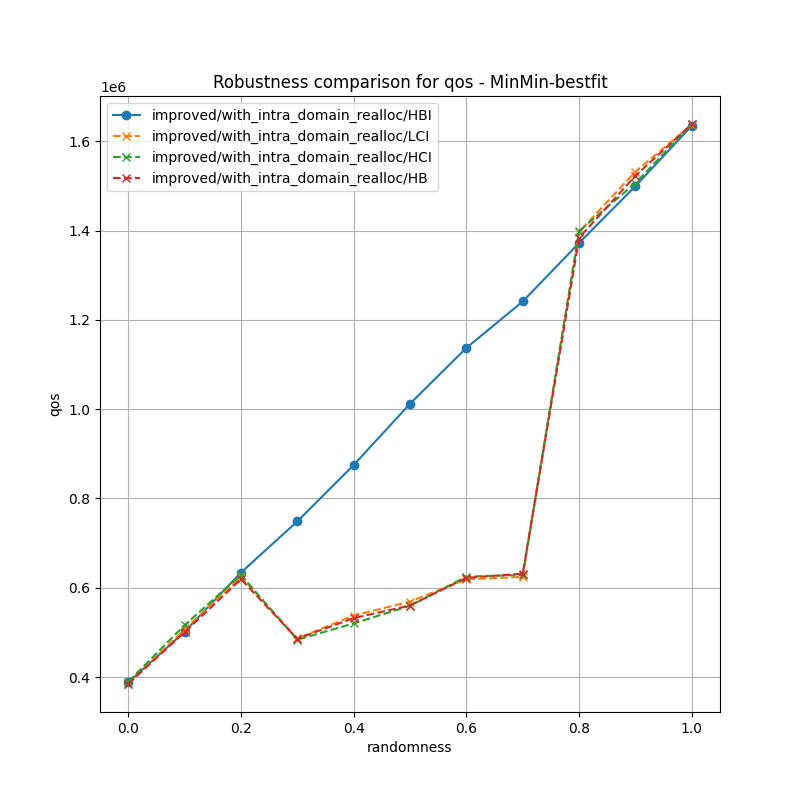 Robustness comparison for qos - MinMin-bestfit
1e6
improved/with_intra_domain_realloc/HBI
improved/with_intra_domain_realloc/LCI
improved/with_intra_domain_realloc/HCI
improved/with_intra_domain_realloc/HB
1.6
1.4
1.2
1.0
0.8
0.6
0.4
qos
0.0 0.2 0.4 0.6 0.8 1.0
randomness